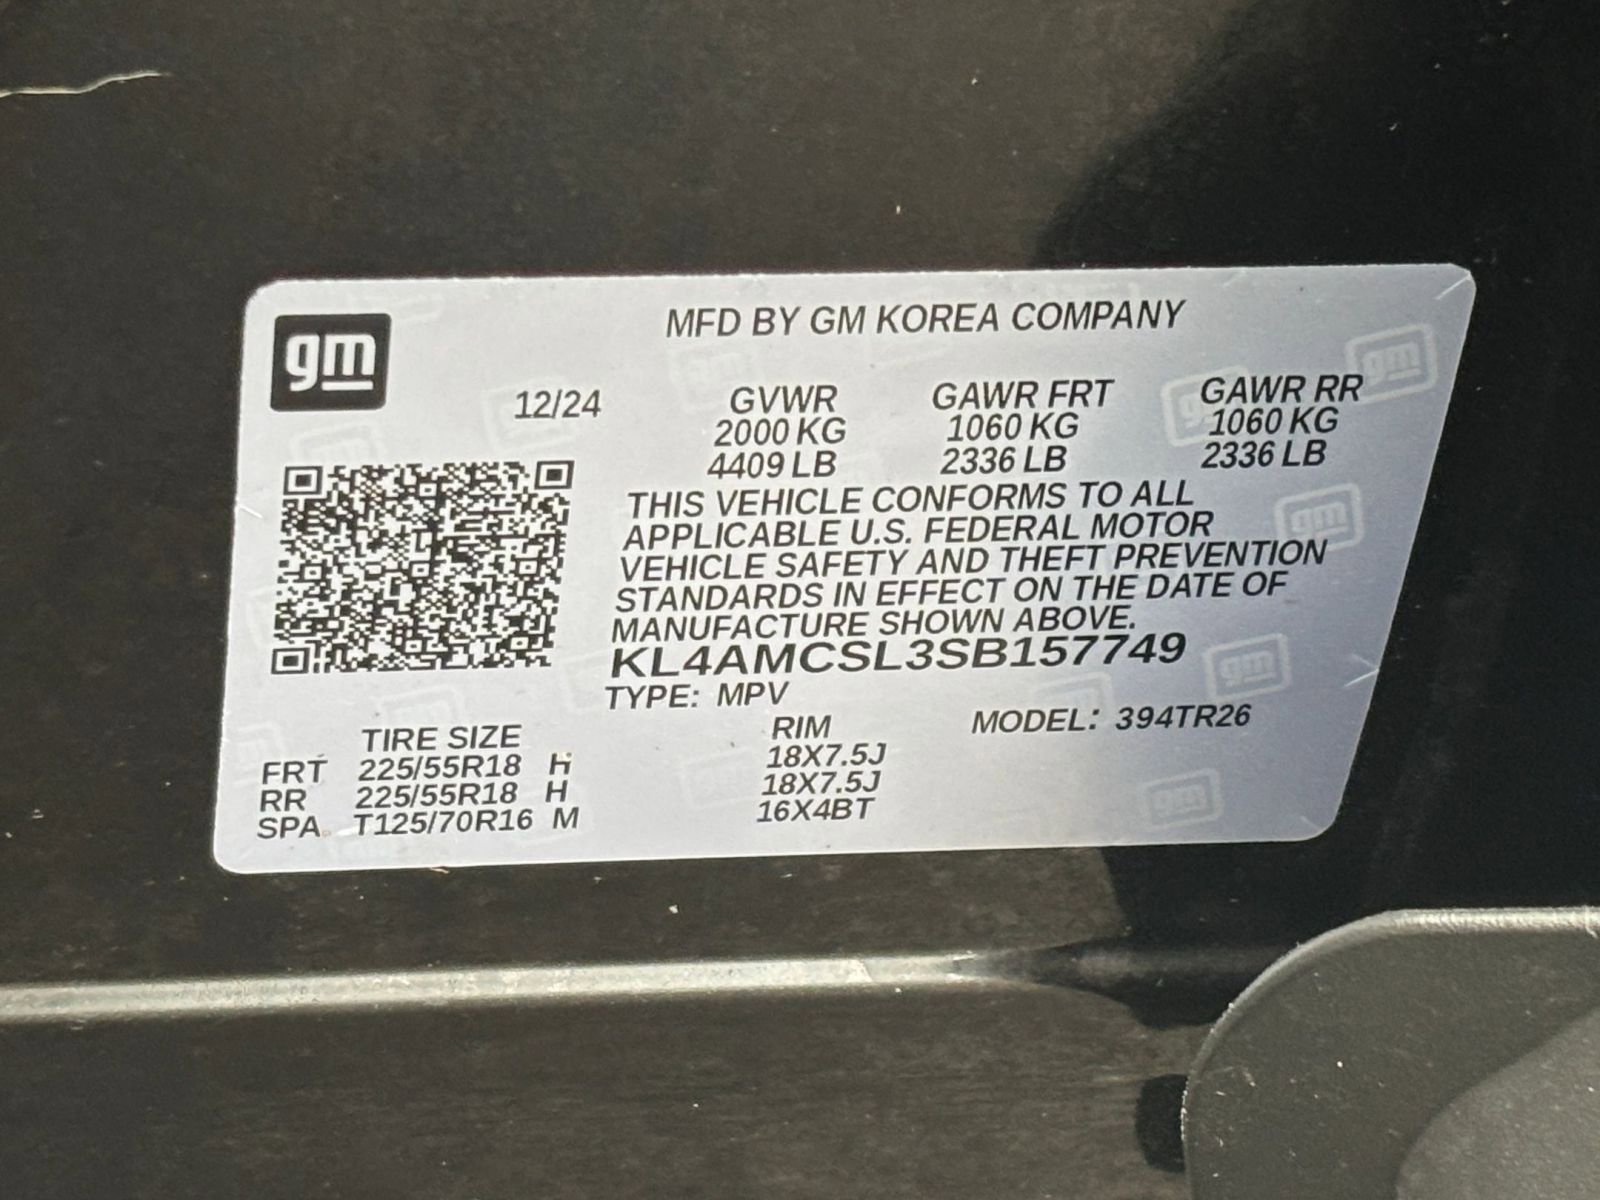 gm
MFD BY GM KOREA COMPANY
12/24 GVWR GAWR FRT GAWR RR
2000 KG 1060 KG 1060 KG
4409 LB 2336 LB 2336 LB
THIS VEHICLE CONFORMS TO ALL
APPLICABLE U.S. FEDERAL MOTOR
VEHICLE SAFETY AND THEFT PREVENTION
STANDARDS IN EFFECT ON THE DATE OF
MANUFACTURE SHOWN ABOVE.
KL4AMCSL3SB157749
TYPE: MPV MODEL: 394TR26
TIRE SIZE RIM
FRT 225/55R18 H 18X7.5J
RR 225/55R18 H 18X7.5J
SPA T125/70R16 M 16X4BT